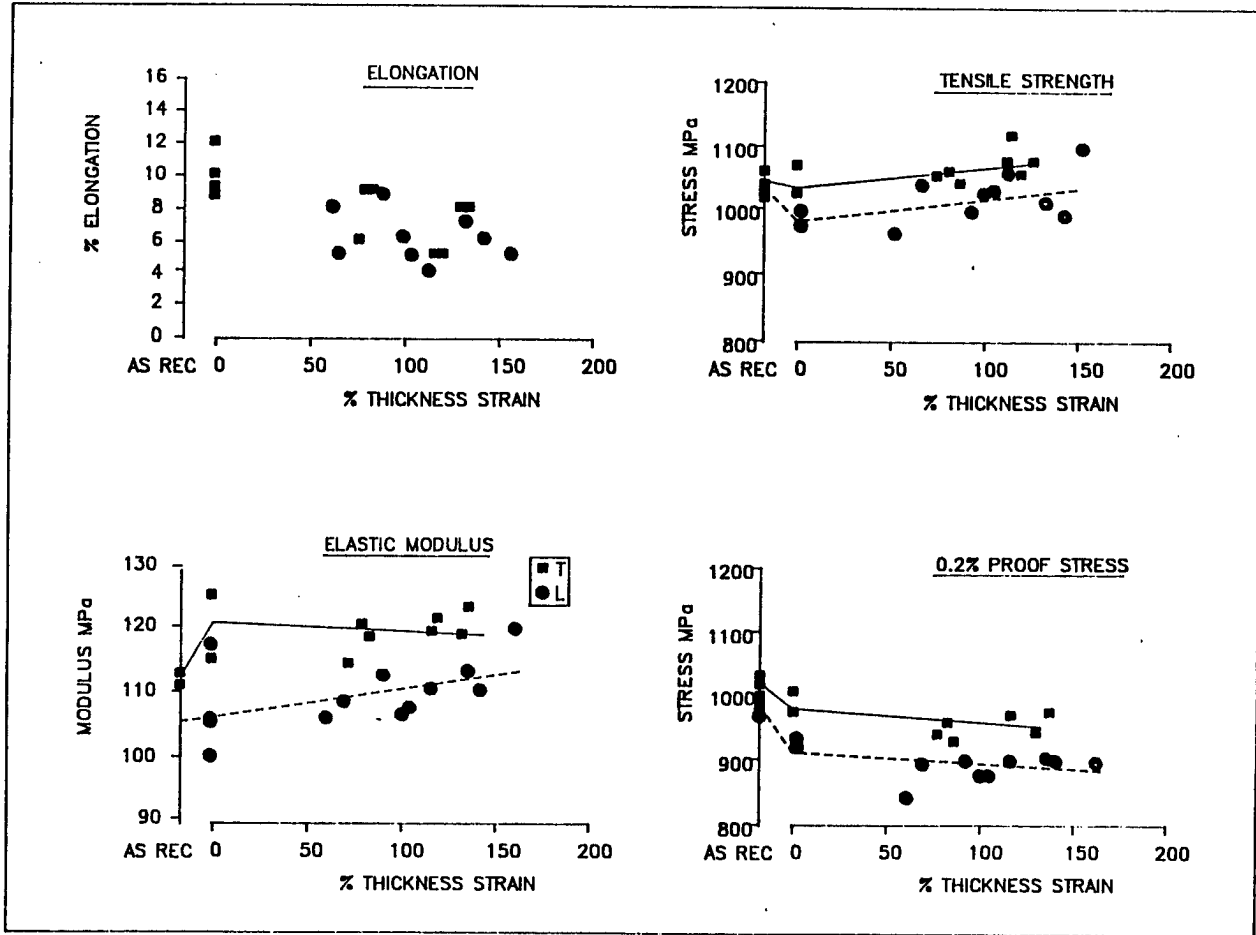 ELONGATION
% ELONGATION
16
14
12
10
8
6
4
2
0
AS REC 0 50 100 150 200
% THICKNESS STRAIN
TENSILE STRENGTH
STRESS MPa
1200
1100
1000
900
800
AS REC 0 50 100 150 200
% THICKNESS STRAIN
ELASTIC MODULUS
T
L
MODULUS MPa
130
120
110
100
90
AS REC 0 50 100 150 200
% THICKNESS STRAIN
0.2% PROOF STRESS
STRESS MPa
1200
1100
1000
900
800
AS REC 0 50 100 150 200
% THICKNESS STRAIN